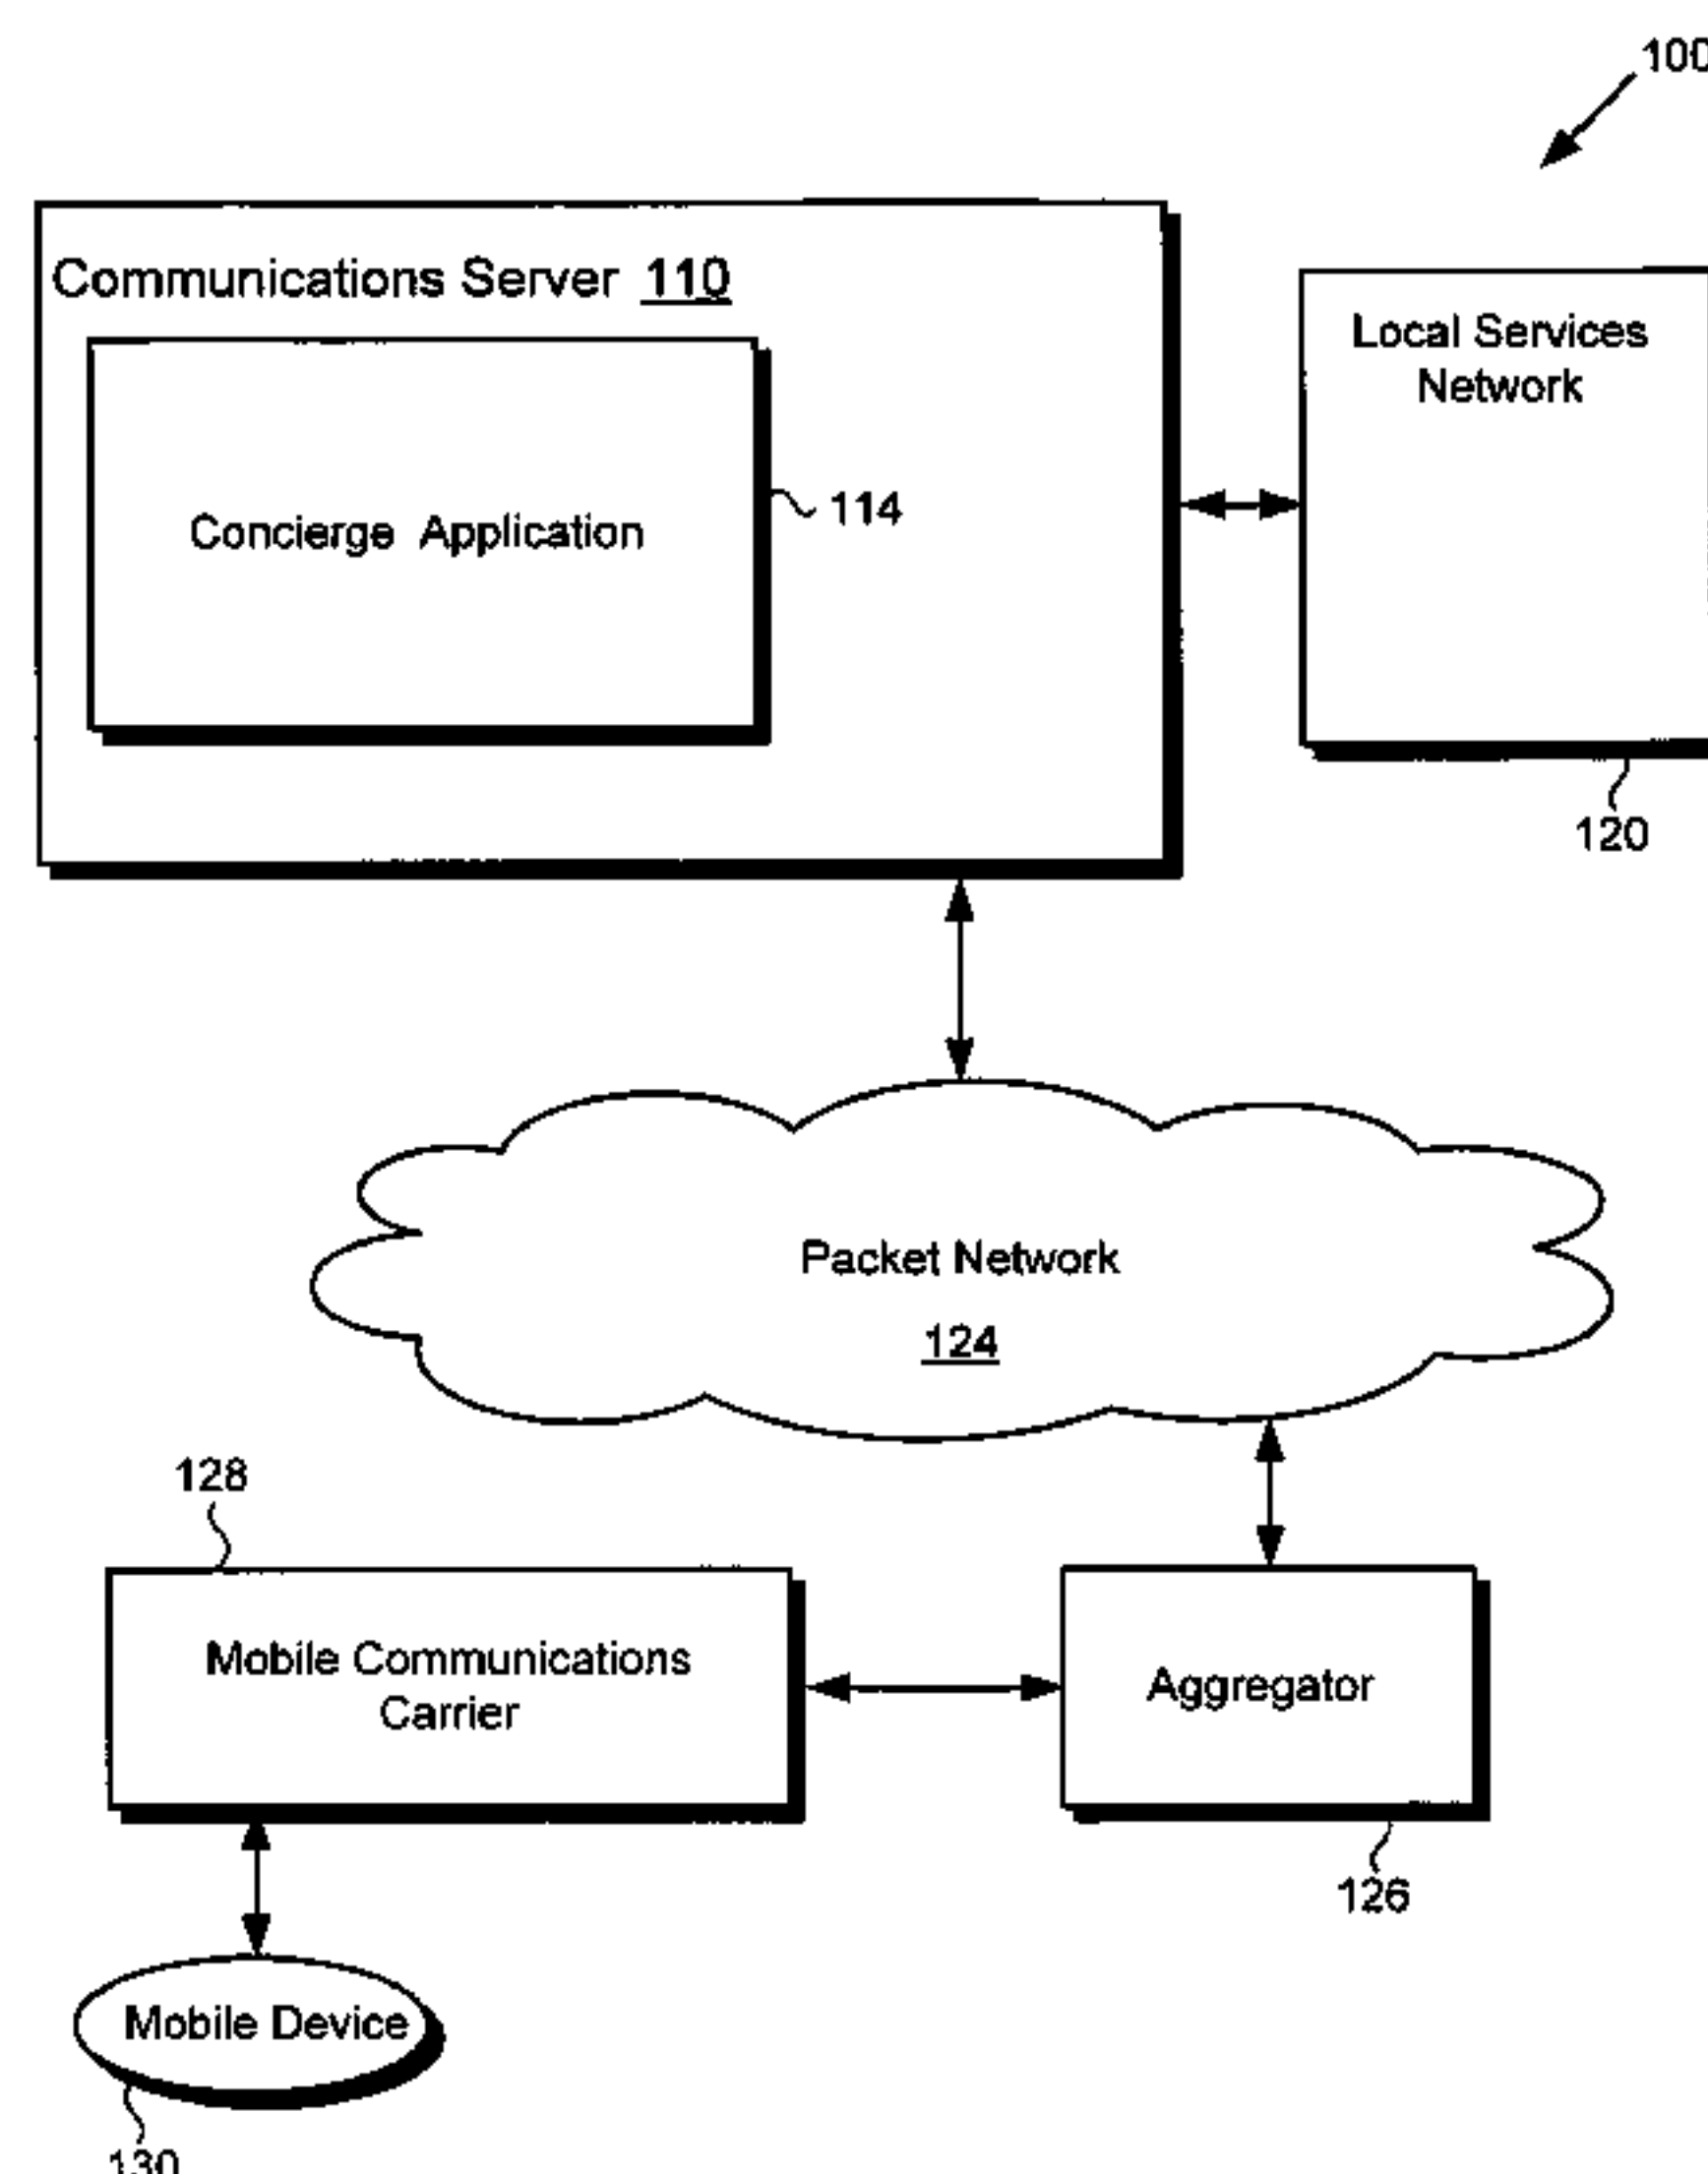 100
Communications Server 110
Local Services
Network
Concierge Application
114
120
Packet Network
124
128
Mobile Communications
Carrier
Aggregator
126
Mobile Device
130